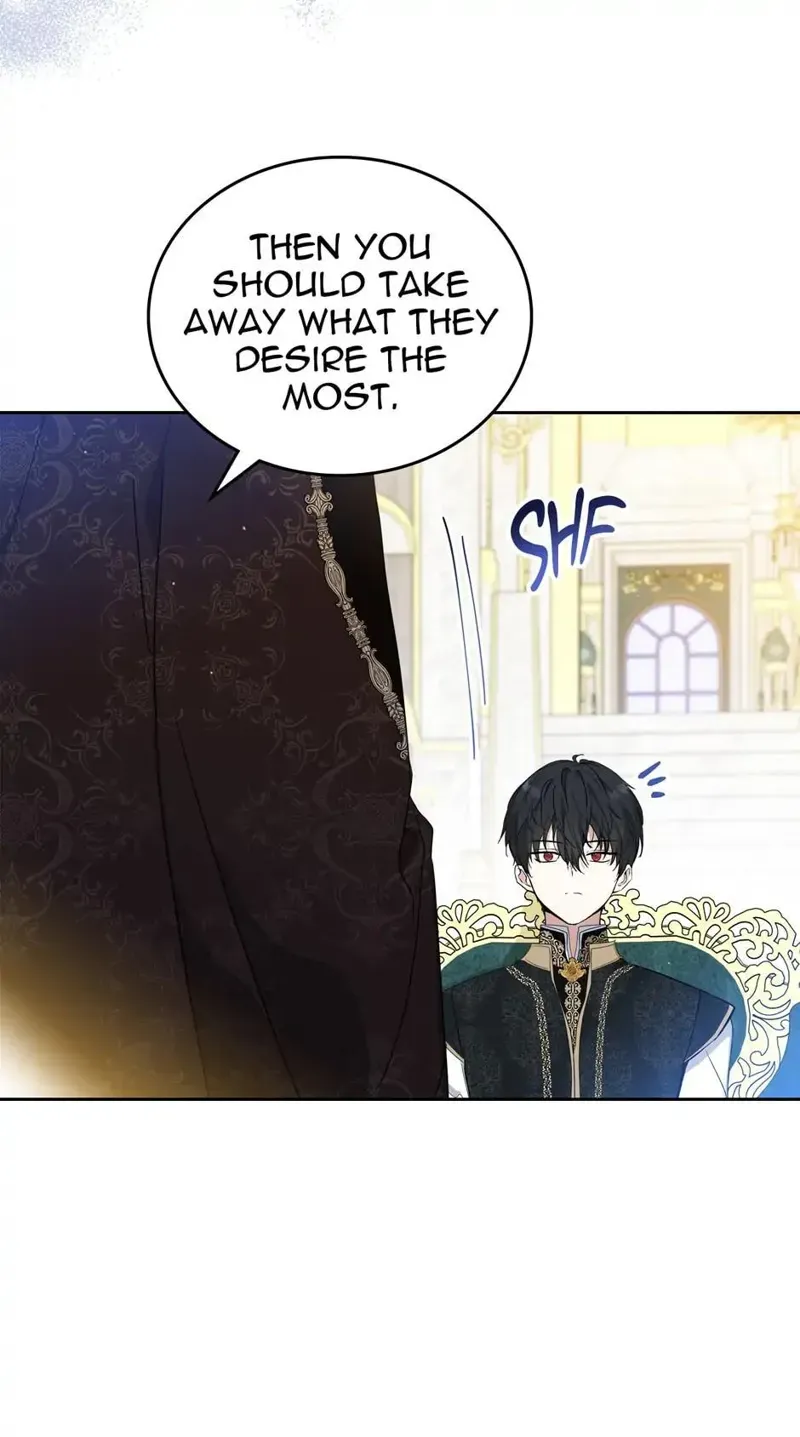 THEN YOU
SHOULD TAKE
AWAY WHAT THEY
DESIRE THE
MOST.
SHF